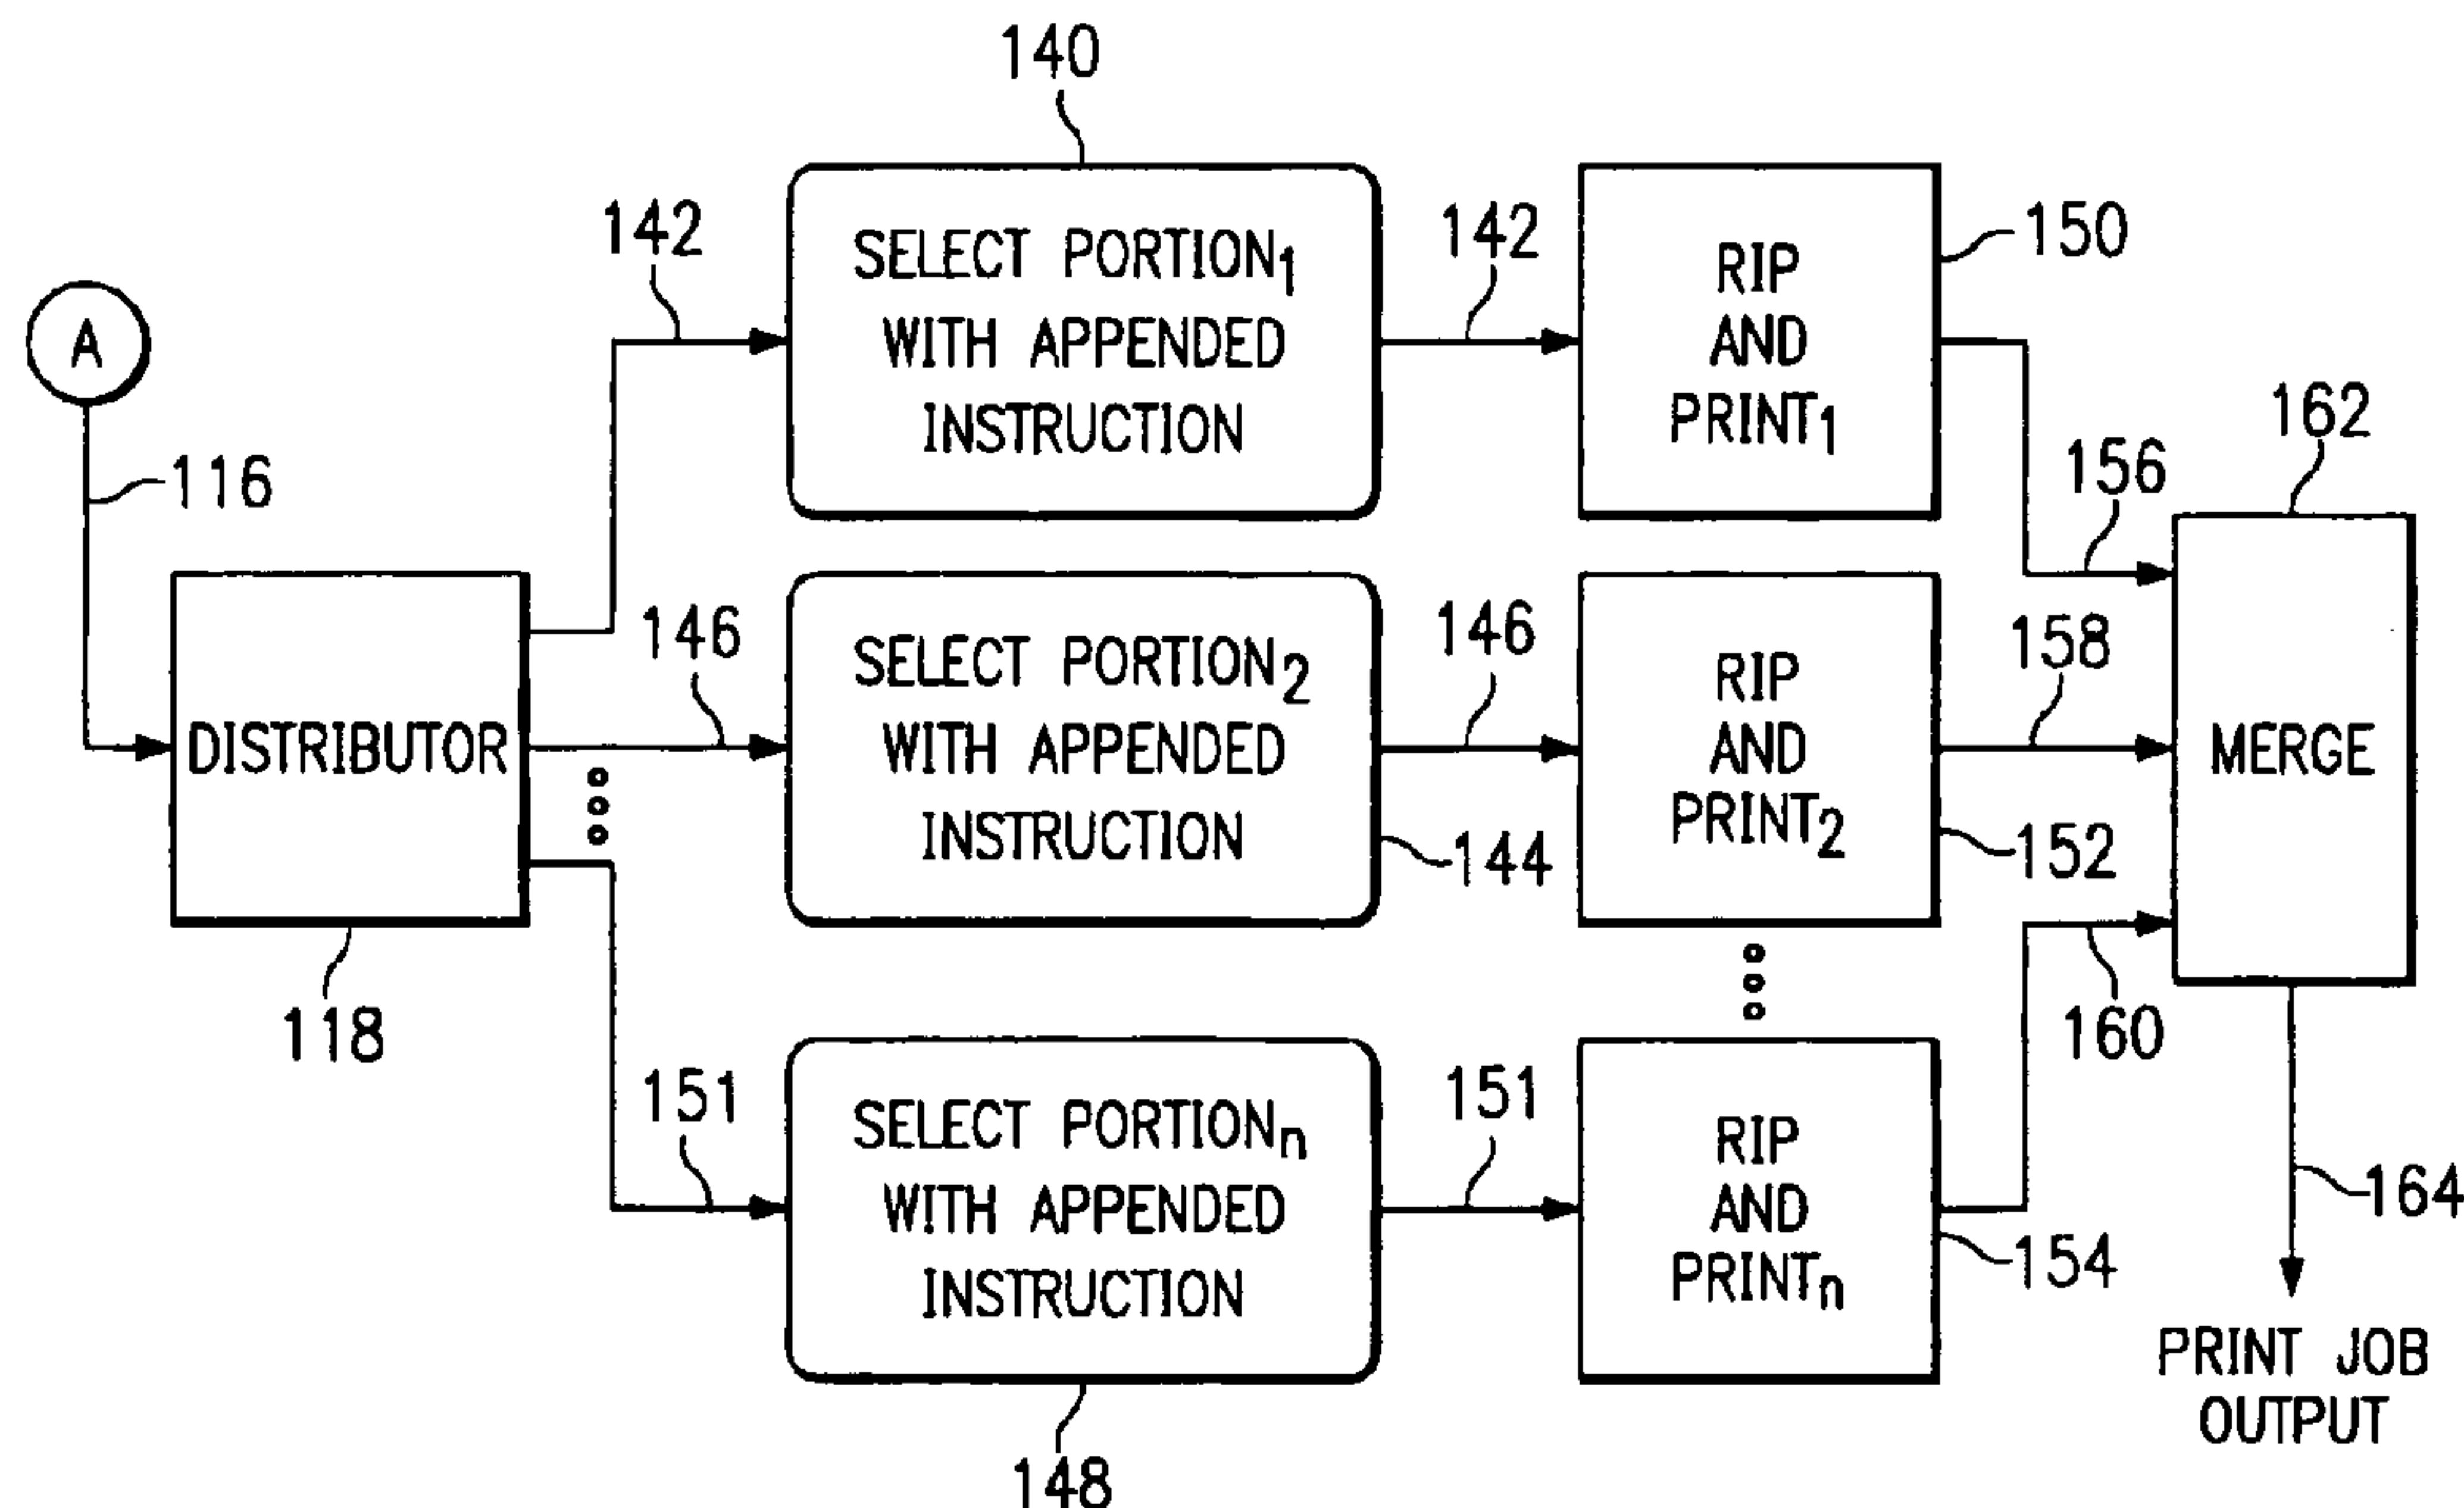 140
142
142
150
SELECT PORTION₁
WITH APPENDED
INSTRUCTION
RIP
AND
PRINT₁
A
116
162
156
DISTRIBUTOR
118
146
146
SELECT PORTION₂
WITH APPENDED
INSTRUCTION
144
RIP
AND
PRINT₂
152
158
MERGE
160
151
151
SELECT PORTIONₙ
WITH APPENDED
INSTRUCTION
148
RIP
AND
PRINTₙ
154
164
PRINT JOB
OUTPUT